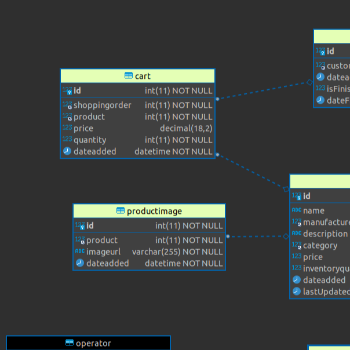 cart
Id int(11) NOT NULL
shoppingorder int(11) NOT NULL
product int(11) NOT NULL
price decimal(18,2)
quantity int(11) NOT NULL
dateadded datetime NOT NULL
Id
custo
datea
isFinis
dateF
productimage
Id int(11) NOT NULL
product int(11) NOT NULL
imageurl varchar(255) NOT NULL
dateadded datetime NOT NULL
Id
name
manufacture
description
category
price
inventoryqu
dateadded
lastUpdated
operator